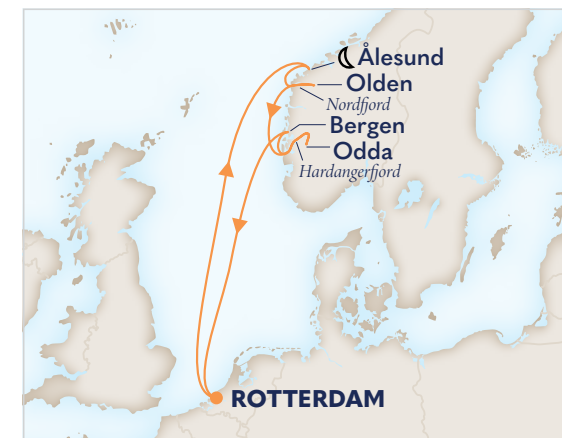 Ålesund
Olden
Nordfjord
Bergen
Odda
Hardangerfjord
ROTTERDAM